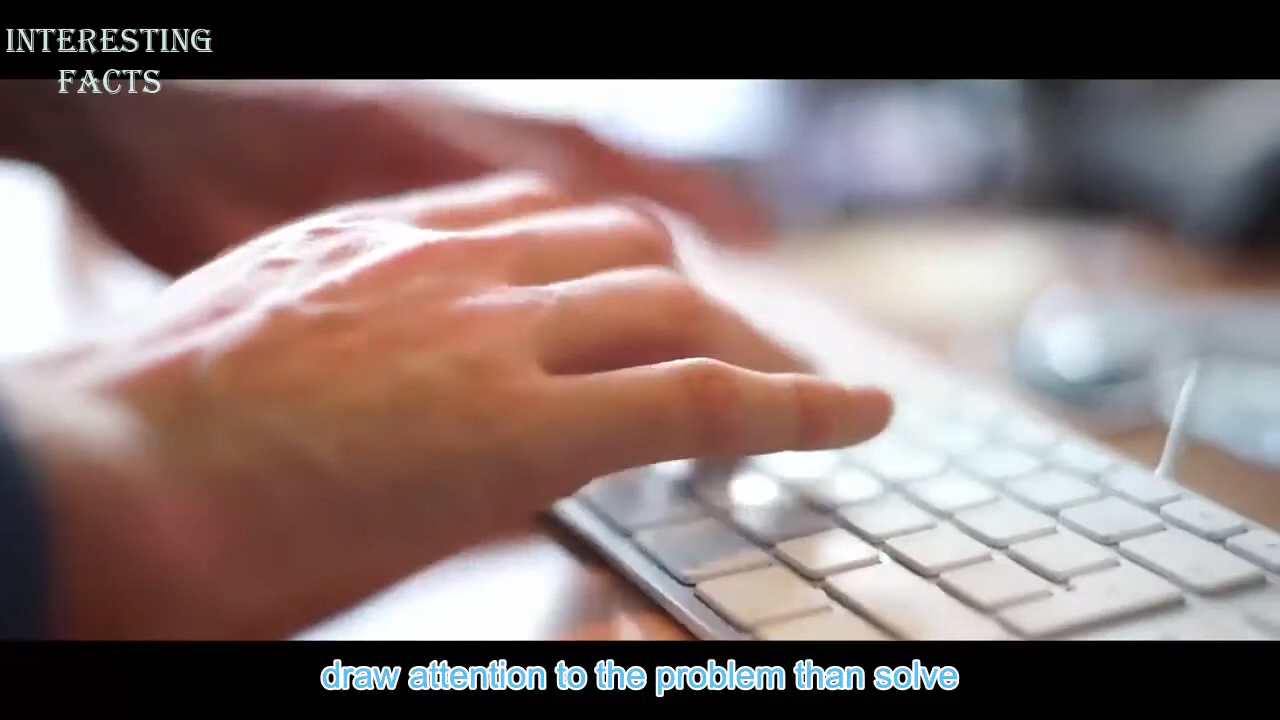 INTERESTING
FACTS
draw attention to the problem than solve